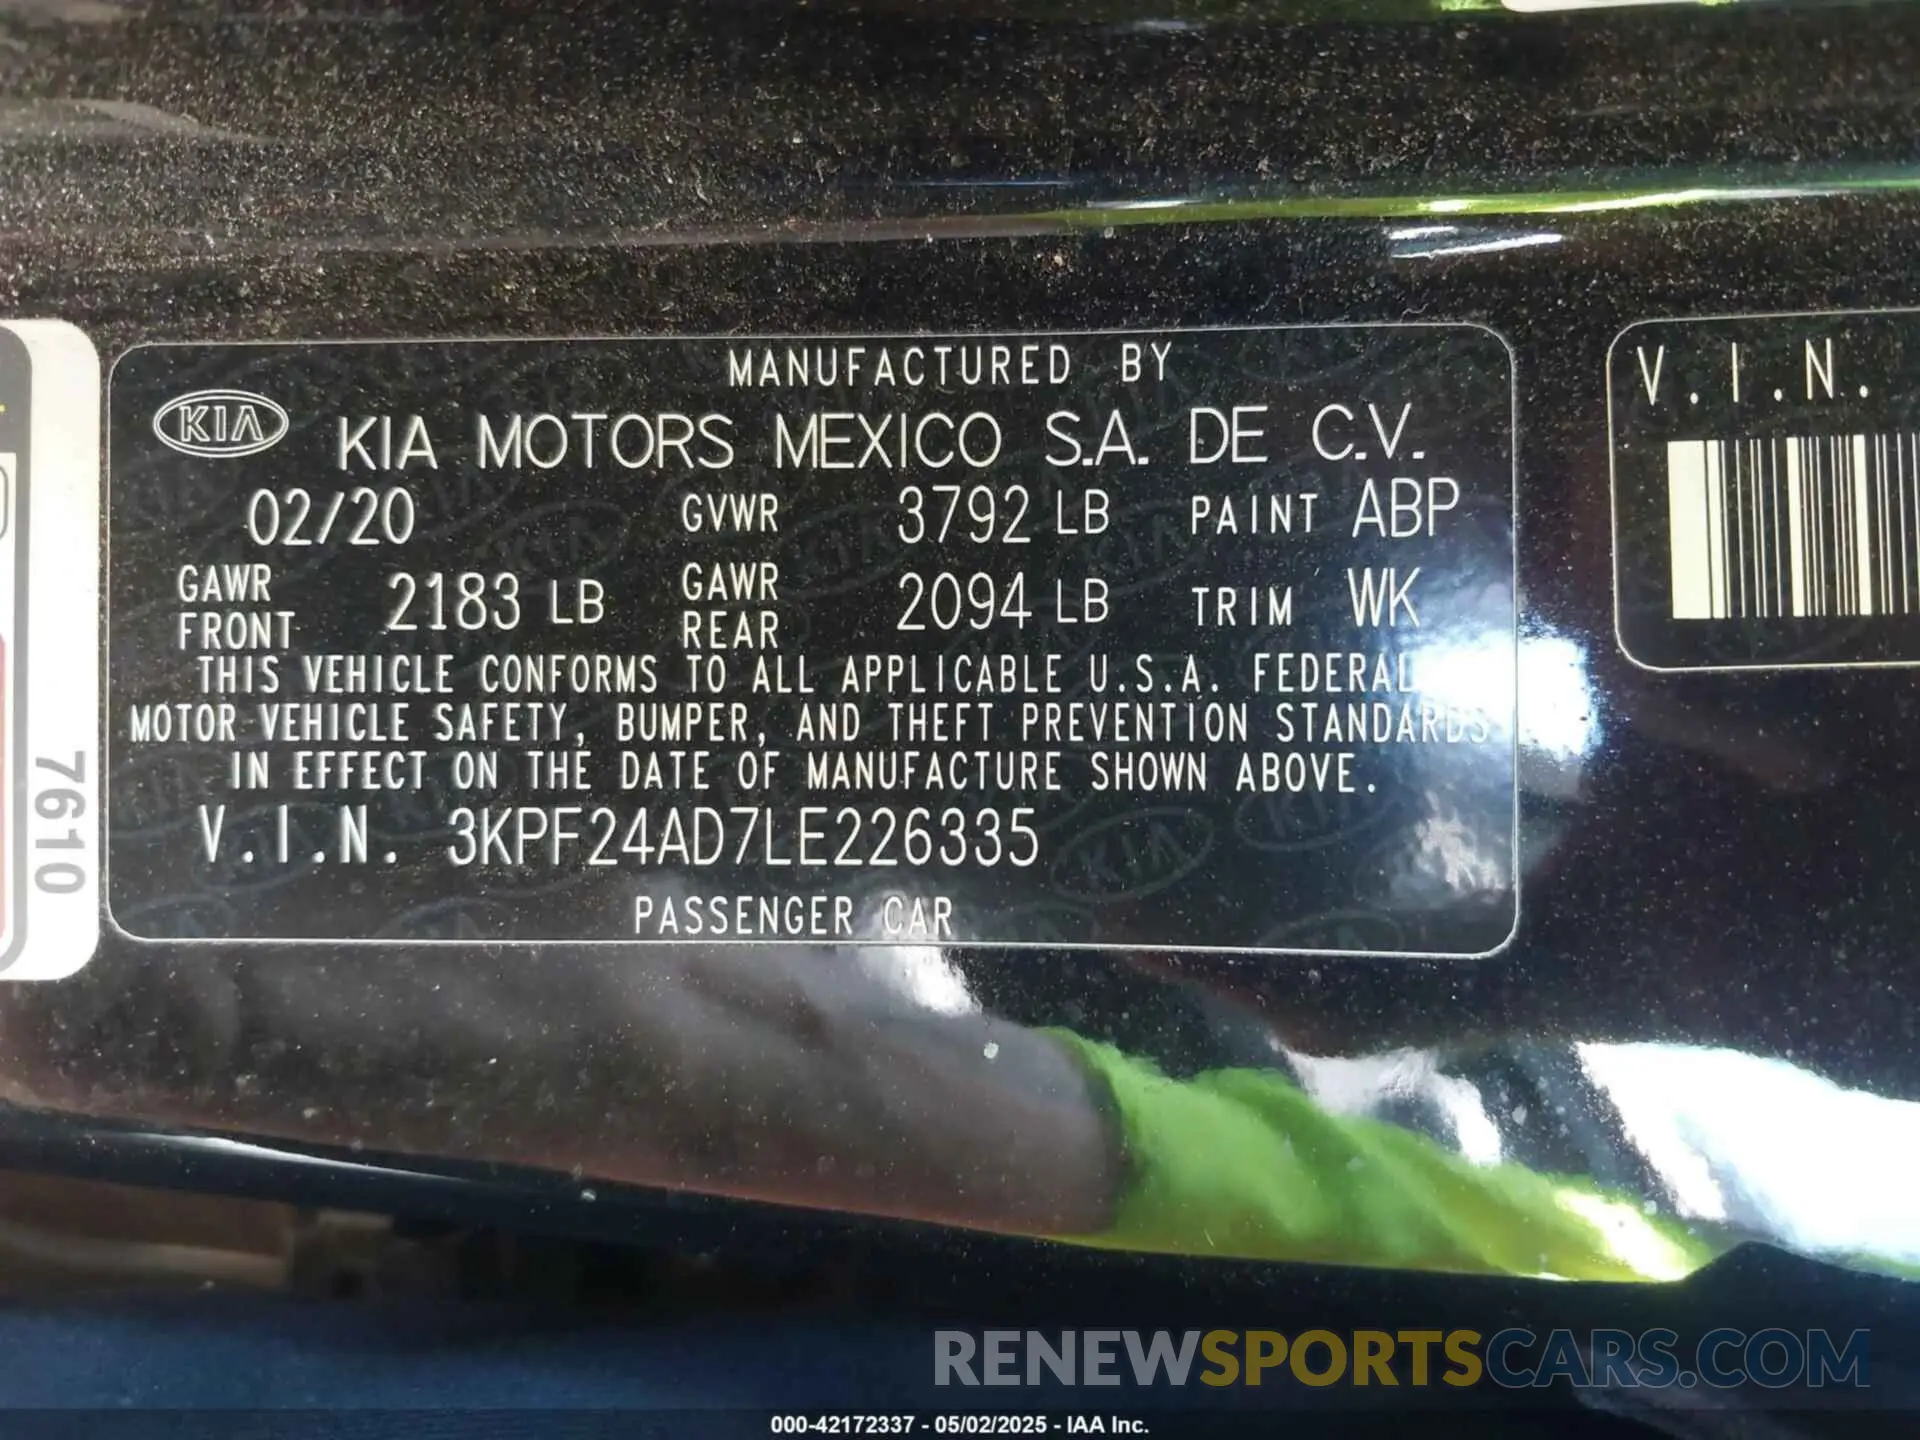 MANUFACTURED BY
KIA KIA MOTORS MEXICO S.A. DE C.V.
02/20 GVWR 3792 LB PAINT ABP
GAWR FRONT 2183 LB GAWR REAR 2094 LB TRIM WK
THIS VEHICLE CONFORMS TO ALL APPLICABLE U.S.A. FEDERAL
MOTOR VEHICLE SAFETY, BUMPER, AND THEFT PREVENTION STANDARDS
IN EFFECT ON THE DATE OF MANUFACTURE SHOWN ABOVE.
V.I.N. 3KPF24AD7LE226335
PASSENGER CAR
V.I.N.
7610
RENEWSPORTSCARS.COM
000-42172337 - 05/02/2025 - IAA Inc.